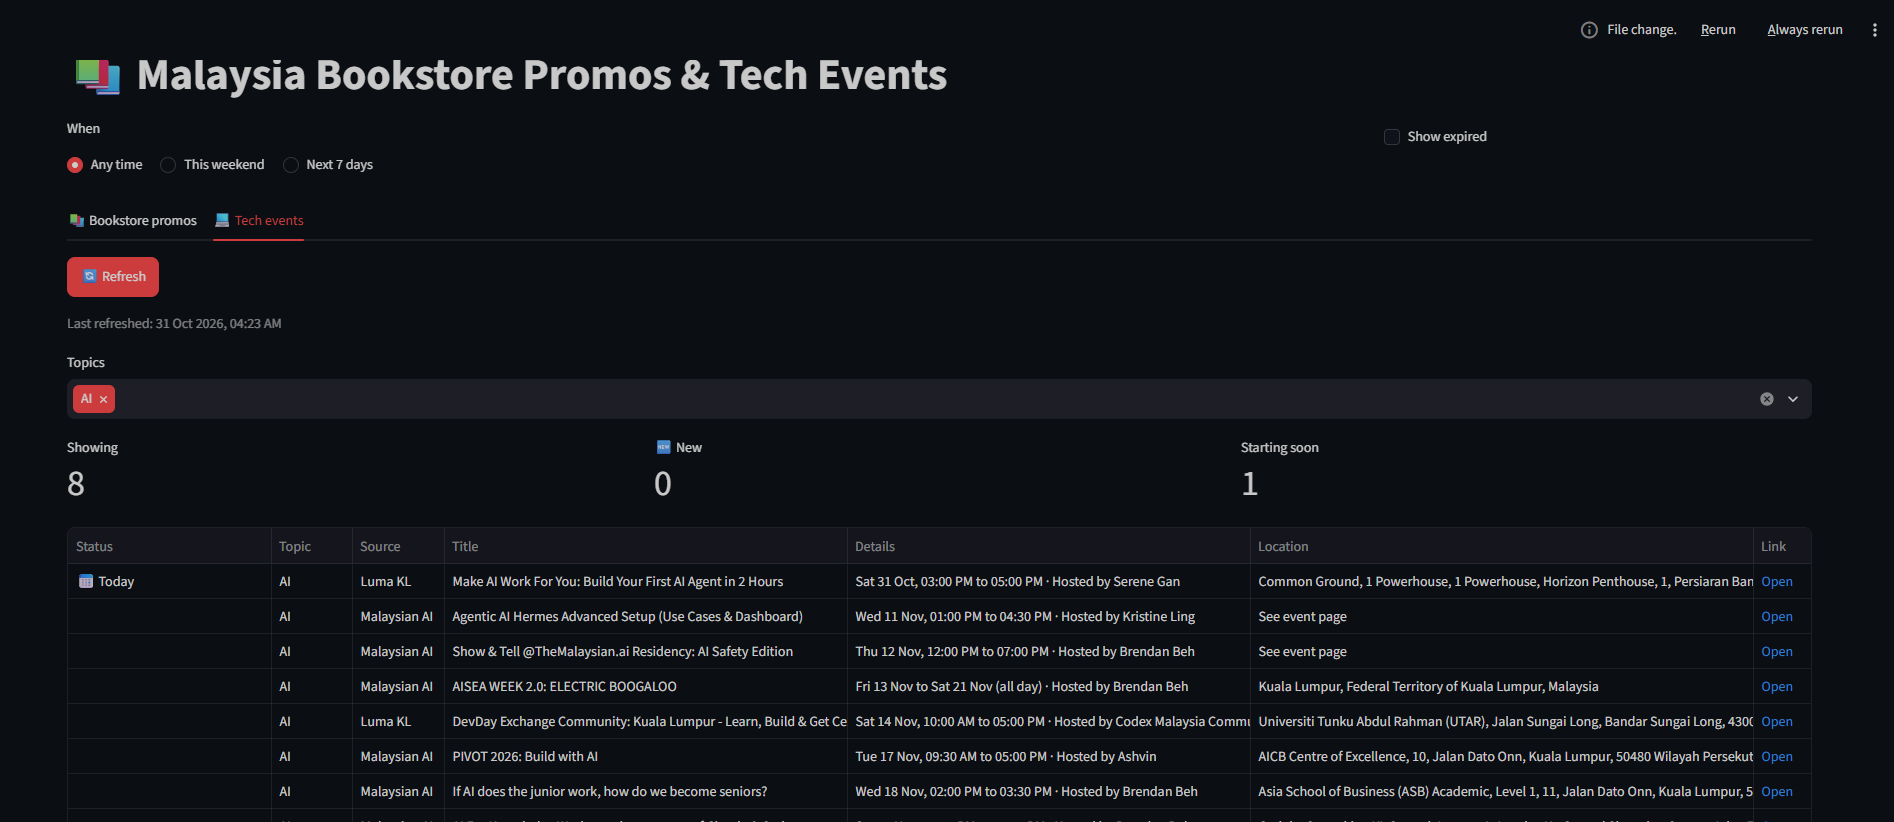 File change. Rerun Always rerun
Malaysia Bookstore Promos & Tech Events
When
Show expired
Any time This weekend Next 7 days
Bookstore promos Tech events
Refresh
Last refreshed: 31 Oct 2026, 04:23 AM
Topics
AI
Showing NEW New Starting soon
8 0 1
Status Topic Source Title Details Location Link
Today AI Luma KL Make AI Work For You: Build Your First AI Agent in 2 Hours Sat 31 Oct, 03:00 PM to 05:00 PM · Hosted by Serene Gan Common Ground, 1 Powerhouse, 1 Powerhouse, Horizon Penthouse, 1, Persiaran Ban Open
AI Malaysian AI Agentic AI Hermes Advanced Setup (Use Cases & Dashboard) Wed 11 Nov, 01:00 PM to 04:30 PM · Hosted by Kristine Ling See event page Open
AI Malaysian AI Show & Tell @TheMalaysian.ai Residency: AI Safety Edition Thu 12 Nov, 12:00 PM to 07:00 PM · Hosted by Brendan Beh See event page Open
AI Malaysian AI AISEA WEEK 2.0: ELECTRIC BOOGALOO Fri 13 Nov to Sat 21 Nov (all day) · Hosted by Brendan Beh Kuala Lumpur, Federal Territory of Kuala Lumpur, Malaysia Open
AI Luma KL DevDay Exchange Community: Kuala Lumpur - Learn, Build & Get Ce Sat 14 Nov, 10:00 AM to 05:00 PM · Hosted by Codex Malaysia Commu Universiti Tunku Abdul Rahman (UTAR), Jalan Sungai Long, Bandar Sungai Long, 4300 Open
AI Malaysian AI PIVOT 2026: Build with AI Tue 17 Nov, 09:30 AM to 05:00 PM · Hosted by Ashvin AICB Centre of Excellence, 10, Jalan Dato Onn, Kuala Lumpur, 50480 Wilayah Persekut Open
AI Malaysian AI If AI does the junior work, how do we become seniors? Wed 18 Nov, 02:00 PM to 03:30 PM · Hosted by Brendan Beh Asia School of Business (ASB) Academic, Level 1, 11, Jalan Dato Onn, Kuala Lumpur, 5 Open